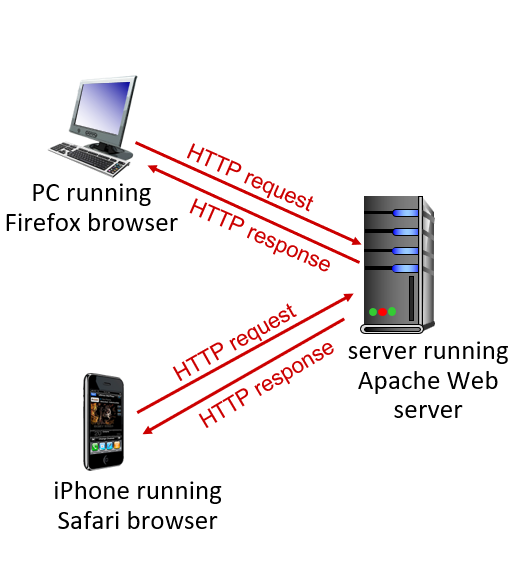 HTTP request
PC running
Firefox browser
HTTP response
HTTP request
server running
Apache Web
server
HTTP response
iPhone running
Safari browser